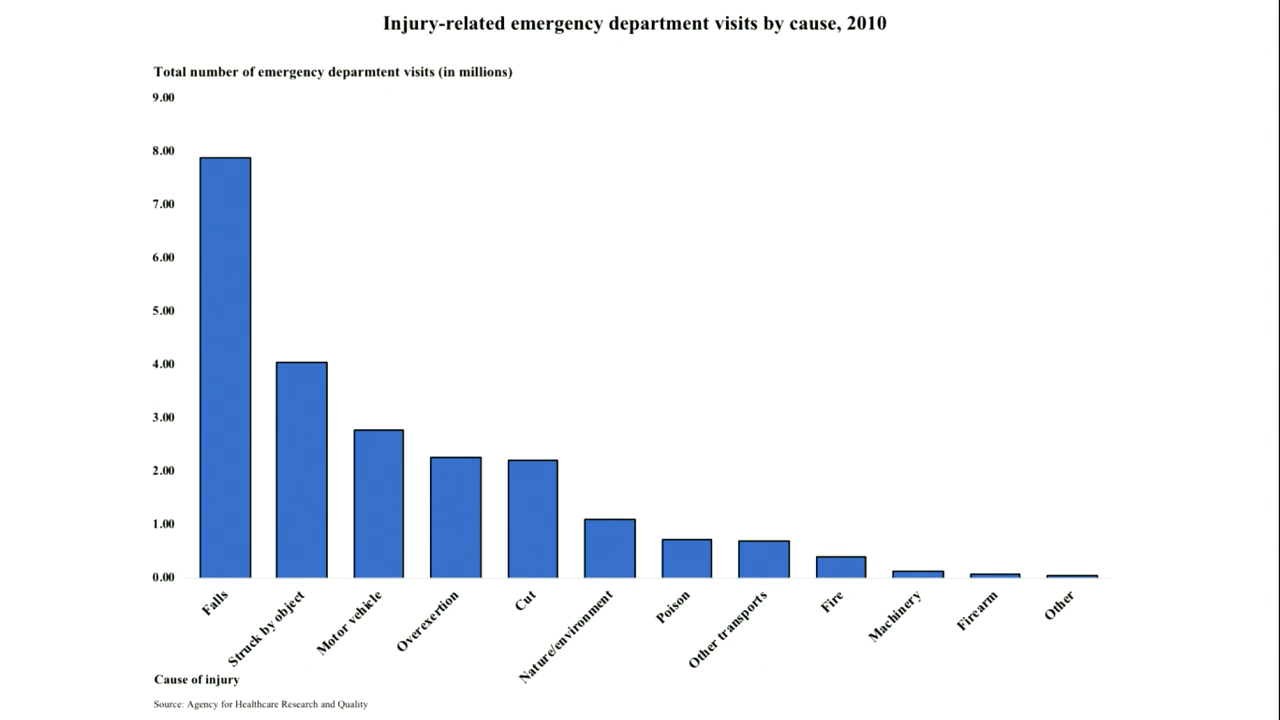 Injury-related emergency department visits by cause, 2010
Total number of emergency deparmtent visits (in millions)
9.00
8.00
7.00
6.00
5.00
4.00
3.00
2.00
1.00
0.00
Falls
Struck by object
Motor vehicle
Overexertion
Cut
Nature/environment
Poison
Other transports
Fire
Machinery
Firearm
Other
Cause of injury
Source: Agency for Healthcare Research and Quality